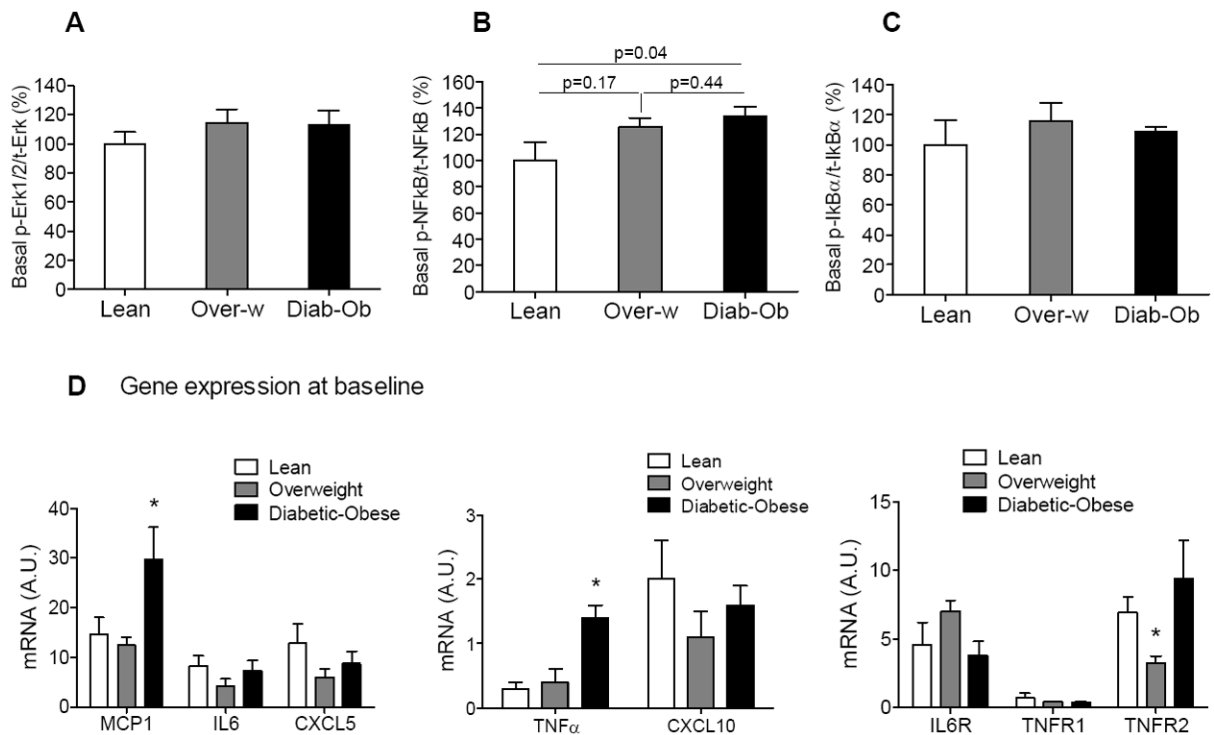 A
Basal p-Erk1/2/t-Erk (%)
140
120
100
80
60
40
20
0
Lean Over-w Diab-Ob
B
Basal p-NFkB/t-NFkB (%)
p=0.04
p=0.17 p=0.44
160
140
120
100
80
60
40
20
0
Lean Over-w Diab-Ob
C
Basal p-IkBα/t-IkBα (%)
140
120
100
80
60
40
20
0
Lean Over-w Diab-Ob
D Gene expression at baseline
Lean
Overweight
Diabetic-Obese
mRNA (A.U.)
40
30
20
10
0
*
MCP1 IL6 CXCL5
Lean
Overweight
Diabetic-Obese
mRNA (A.U.)
3
2
1
0
*
TNFα CXCL10
Lean
Overweight
Diabetic-Obese
mRNA (A.U.)
15
10
5
0
*
IL6R TNFR1 TNFR2